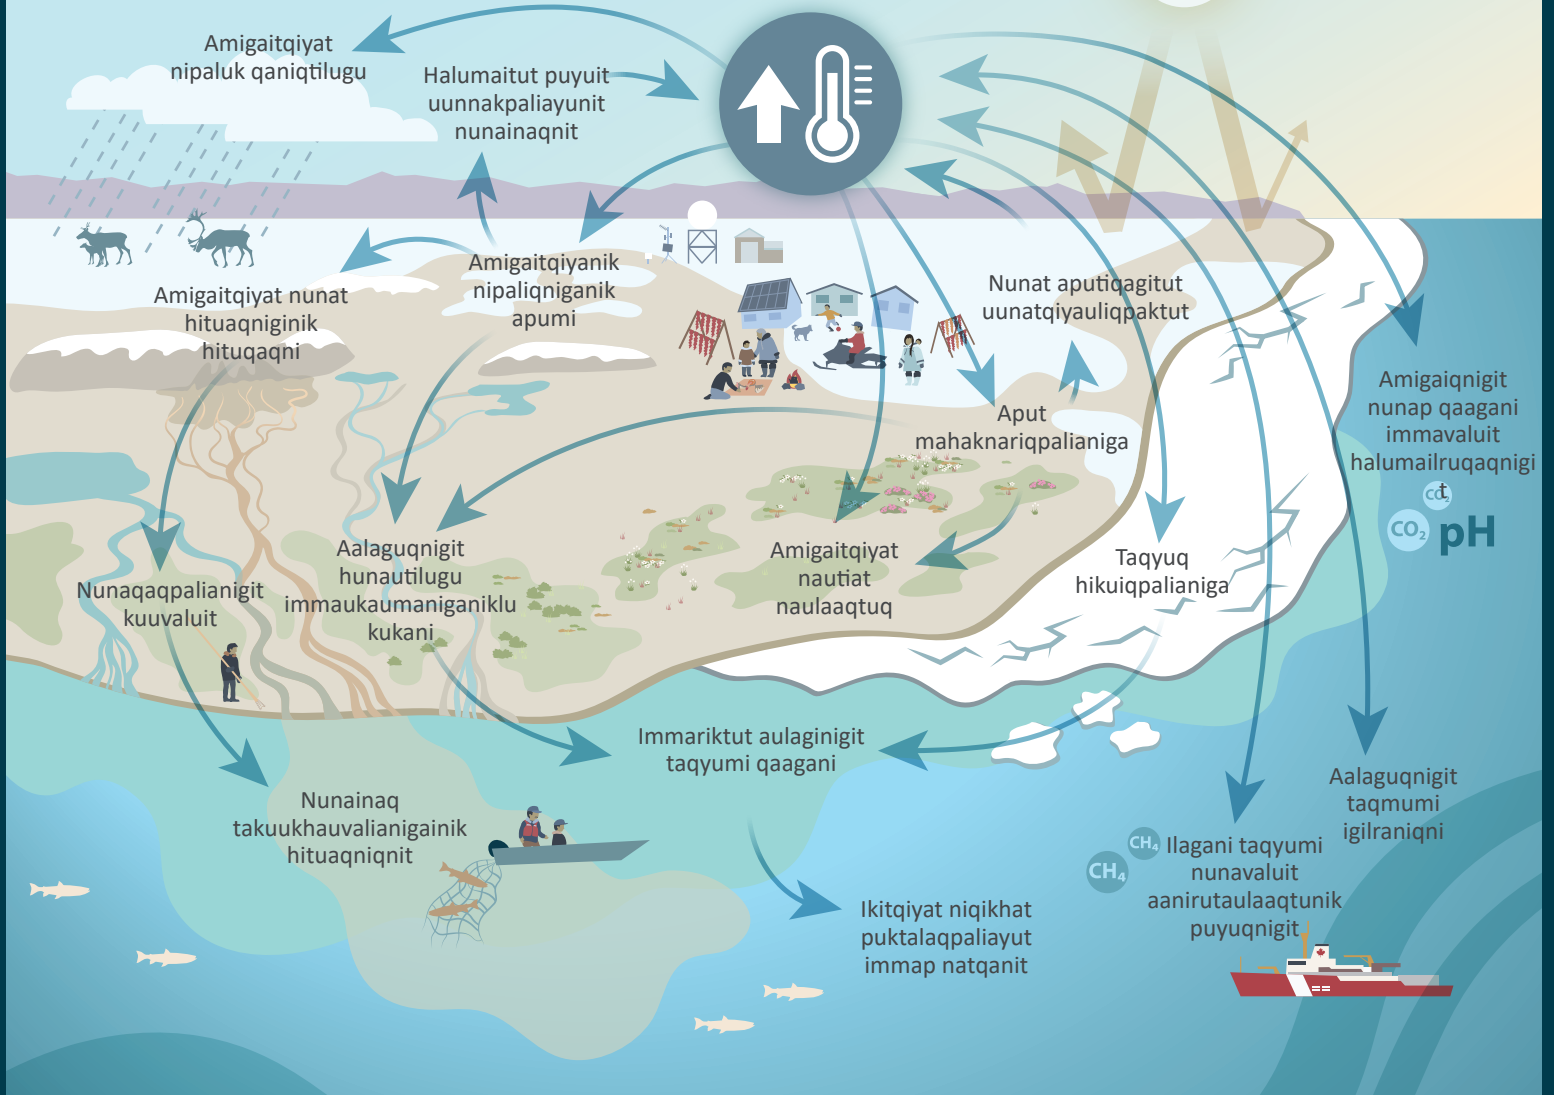 Amigaitqiyat
nipaluk qaniqtilugu
Halumaitut puyuit
uunnakpaliayunit
nunainaqnit
Amigaitqiyanik
nipaliqniganik
apumi
Amigaitqiyat nunat
hituaqniginik
hituqaqni
Nunat aputiqagitut
uunatqiyauliqpaktut
Aput
mahaknariqpalianiga
Amigaiqnigit
nunap qaagani
immavaluit
halumailruqaqnigi
t
CO₂
CO₂ pH
Aalaguqnigit
hunautilugu
immaukaumaniganiklu
kukani
Amigaitqiyat
nautiat
naulaaqtuq
Taqyuq
hikuiqpalianiga
Nunaqaqpalianigit
kuuvaluit
Immariktut aulaginigit
taqyumi qaagani
Nunainaq
takuukhauvalianigainik
hituaqniqnit
Aalaguqnigit
taqmumi
igilraniqni
CH₄
CH₄
Ilagani taqyumi
nunavaluit
aanirutaulaaqtunik
puyuqnigit
Ikitqiyat niqikhat
puktalaqpaliayut
immap natqanit